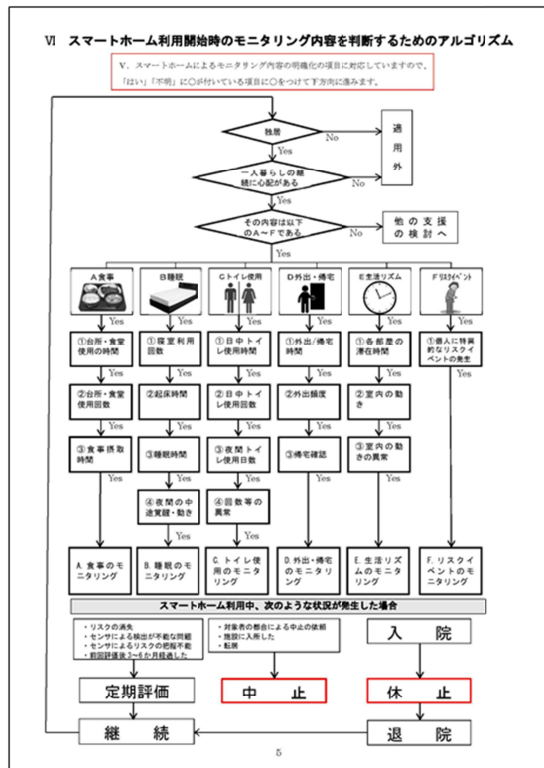 Ⅵ スマートホーム利用開始時のモニタリング内容を判断するためのアルゴリズム
Ⅴ．スマートホームによるモニタリング内容の明確化の項目に対応していますので、
「はい」「不明」に○が付いている項目に○をつけて下方向に進みます。
独居
No
適用外
Yes
一人暮らしの継
続に心配がある
No
Yes
その内容は以下
のA～Fである
No
他の支援
の検討へ
Yes
A食事
B睡眠
Cトイレ使用
D外出・帰宅
E生活リズム
Fリスクイベント
Yes Yes Yes Yes Yes Yes
①台所・食堂
使用の時間
①寝室利用
回数
①日中トイ
レ使用時間
①外出/帰宅
時間
①各部屋の
滞在時間
①個人に特異
的なリスクイ
ベントの発生
Yes Yes Yes Yes Yes Yes
②台所・食堂
使用回数
②起床時間
②日中トイ
レ使用回数
②外出頻度
②室内の動
き
Yes Yes Yes Yes Yes
③食事摂取
時間
③睡眠時間
③夜間トイ
レ使用日数
③帰宅確認
③室内の動
きの異常
Yes Yes Yes Yes Yes
④夜間の中
途覚醒・動き
④回数等の
異常
Yes Yes
A. 食事のモ
ニタリング
B. 睡眠のモ
ニタリング
C. トイレ使
用のモニタ
リング
D. 外出・帰宅
のモニタリ
ング
E. 生活リズ
ムのモニタ
リング
F. リスクイ
ベントのモニ
タリング
スマートホーム利用中、次のような状況が発生した場合
・リスクの消失
・センサによる検出が不能な問題
・センサによるリスクの把握不能
・前回評価後3～6か月経過した
・対象者の都合による中止の依頼
・施設に入所した
・転居
入 院
定期評価
中 止
休 止
継 続
退 院
5